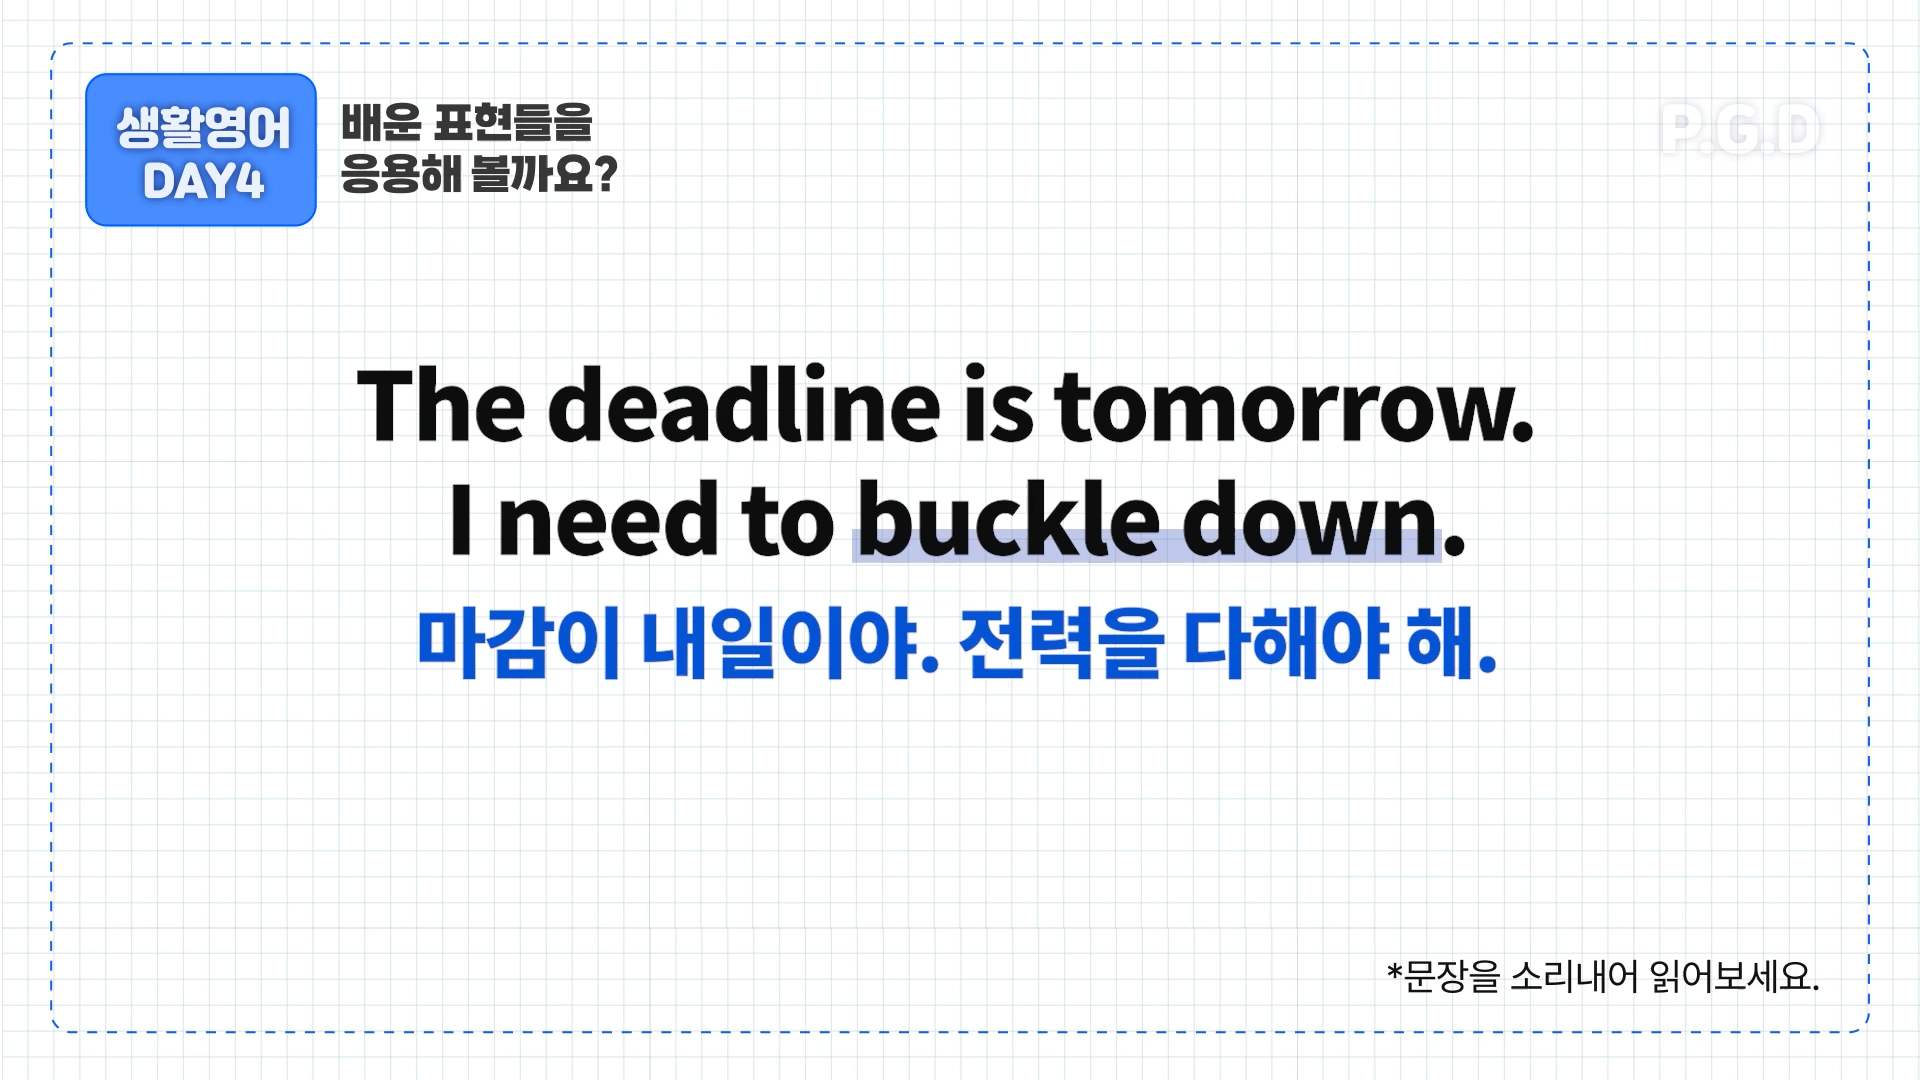 생활영어
DAY4
배운 표현들을
응용해 볼까요?
P.G.D
The deadline is tomorrow.
I need to buckle down.
마감이 내일이야. 전력을 다해야 해.
*문장을 소리내어 읽어보세요.